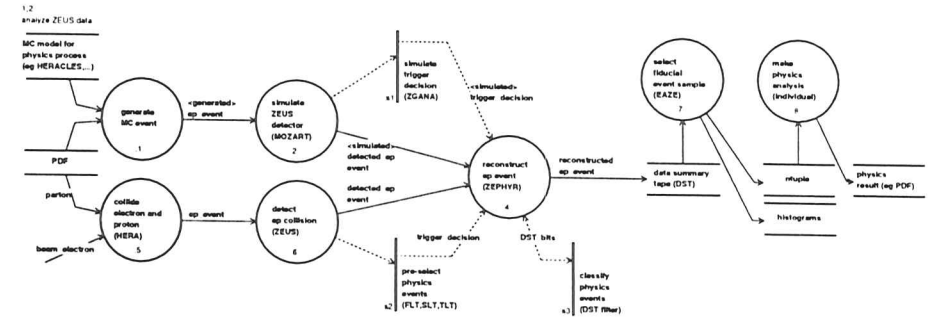 1,2
analyze ZEUS data
MC model for
physics process
(eg HERACLES,...)
generate
MC event
.1
<generated>
ep event
simulate
ZEUS
detector
(MOZART)
2
simulate
trigger
decision
(ZGANA)
s1
<simulated>
trigger decision
<simulated>
detected ep
event
PDF
parton
collide
electron and
proton
(HERA)
.5
beam electron
ep event
detect
ep collision
(ZEUS)
6
detected ep
event
trigger decision
pre-select
physics
events
(FLT,SLT,TLT)
s2
reconstruct
ep event
(ZEPHYR)
4
DST bits
classify
physics
events
(DST filter)
s3
reconstructed
ep event
data summary
tape (DST)
select
fiducial
event sample
(EAZE)
7
make
physics
analysis
(individual)
8
ntuple
histograms
physics
result (eg PDF)